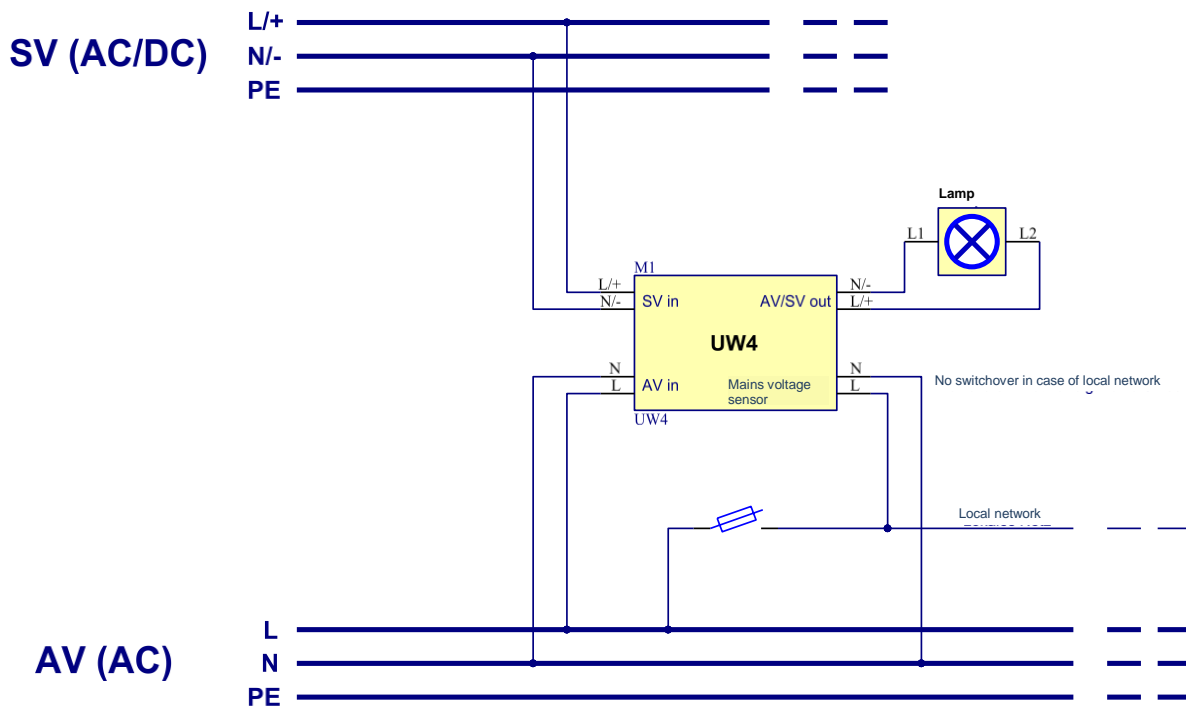 L/+
SV (AC/DC)
N/-
PE
Lamp
L1
L2
M1
L/+
N/-
N/-
L/+
SV in
AV/SV out
UW4
N
L
N
L
AV in
Mains voltage
sensor
No switchover in case of local network
UW4
Local network
L
AV (AC)
N
PE